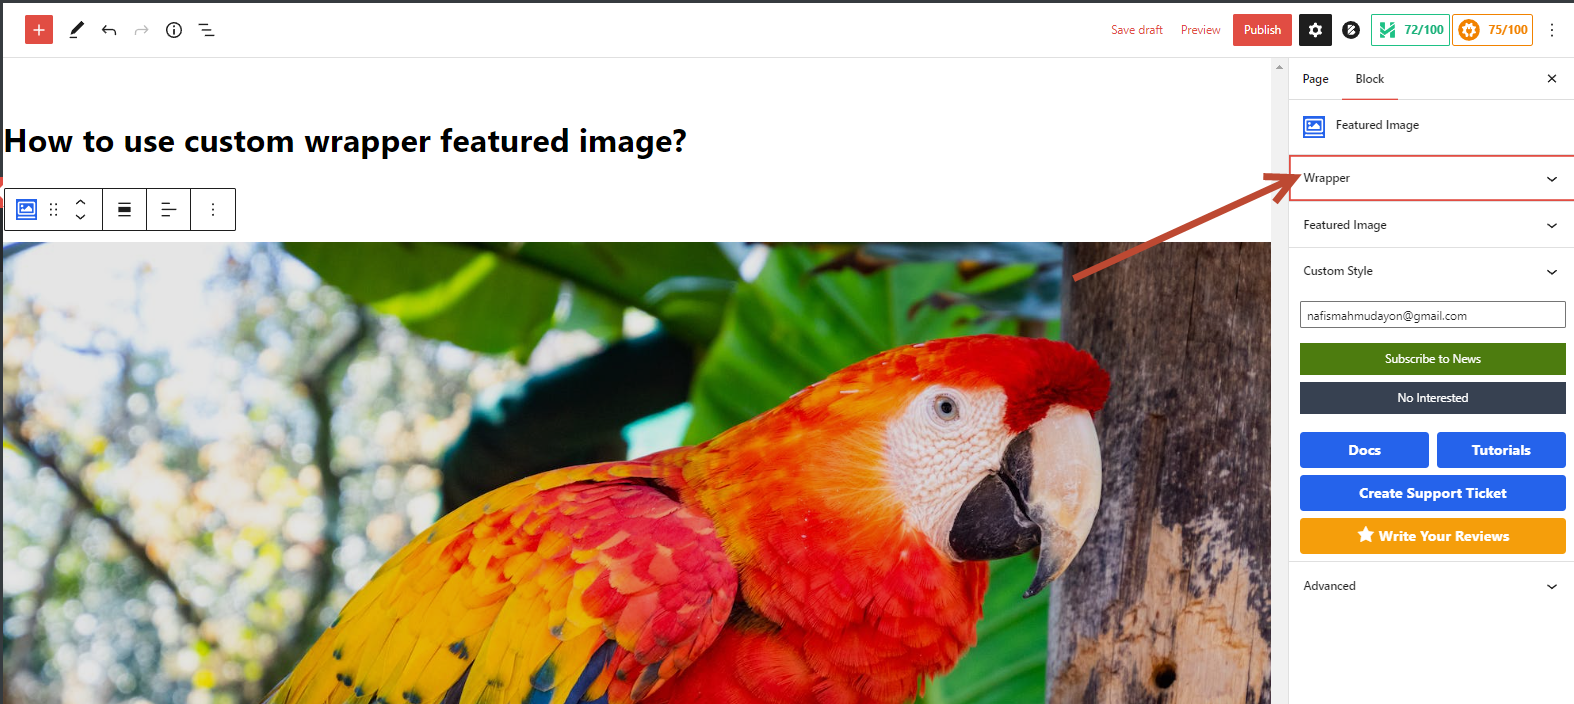 Save draft
Preview
Publish
72/100
75/100
Page
Block
How to use custom wrapper featured image?
Featured Image
Wrapper
Featured Image
Custom Style
nafismahmudayon@gmail.com
Subscribe to News
No Interested
Docs
Tutorials
Create Support Ticket
Write Your Reviews
Advanced